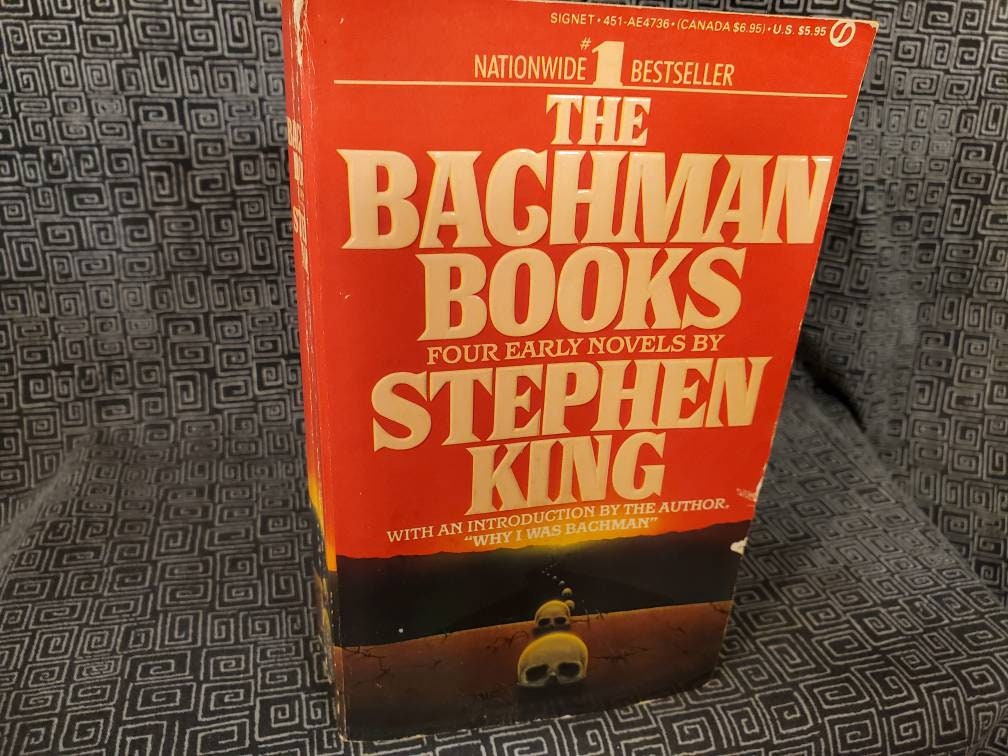 SIGNET • 451-AE4736 • (CANADA $6.95) • U.S. $5.95
#1
NATIONWIDE BESTSELLER
THE
BACHMAN
BOOKS
FOUR EARLY NOVELS BY
STEPHEN
KING
WITH AN INTRODUCTION BY THE AUTHOR,
"WHY I WAS BACHMAN"